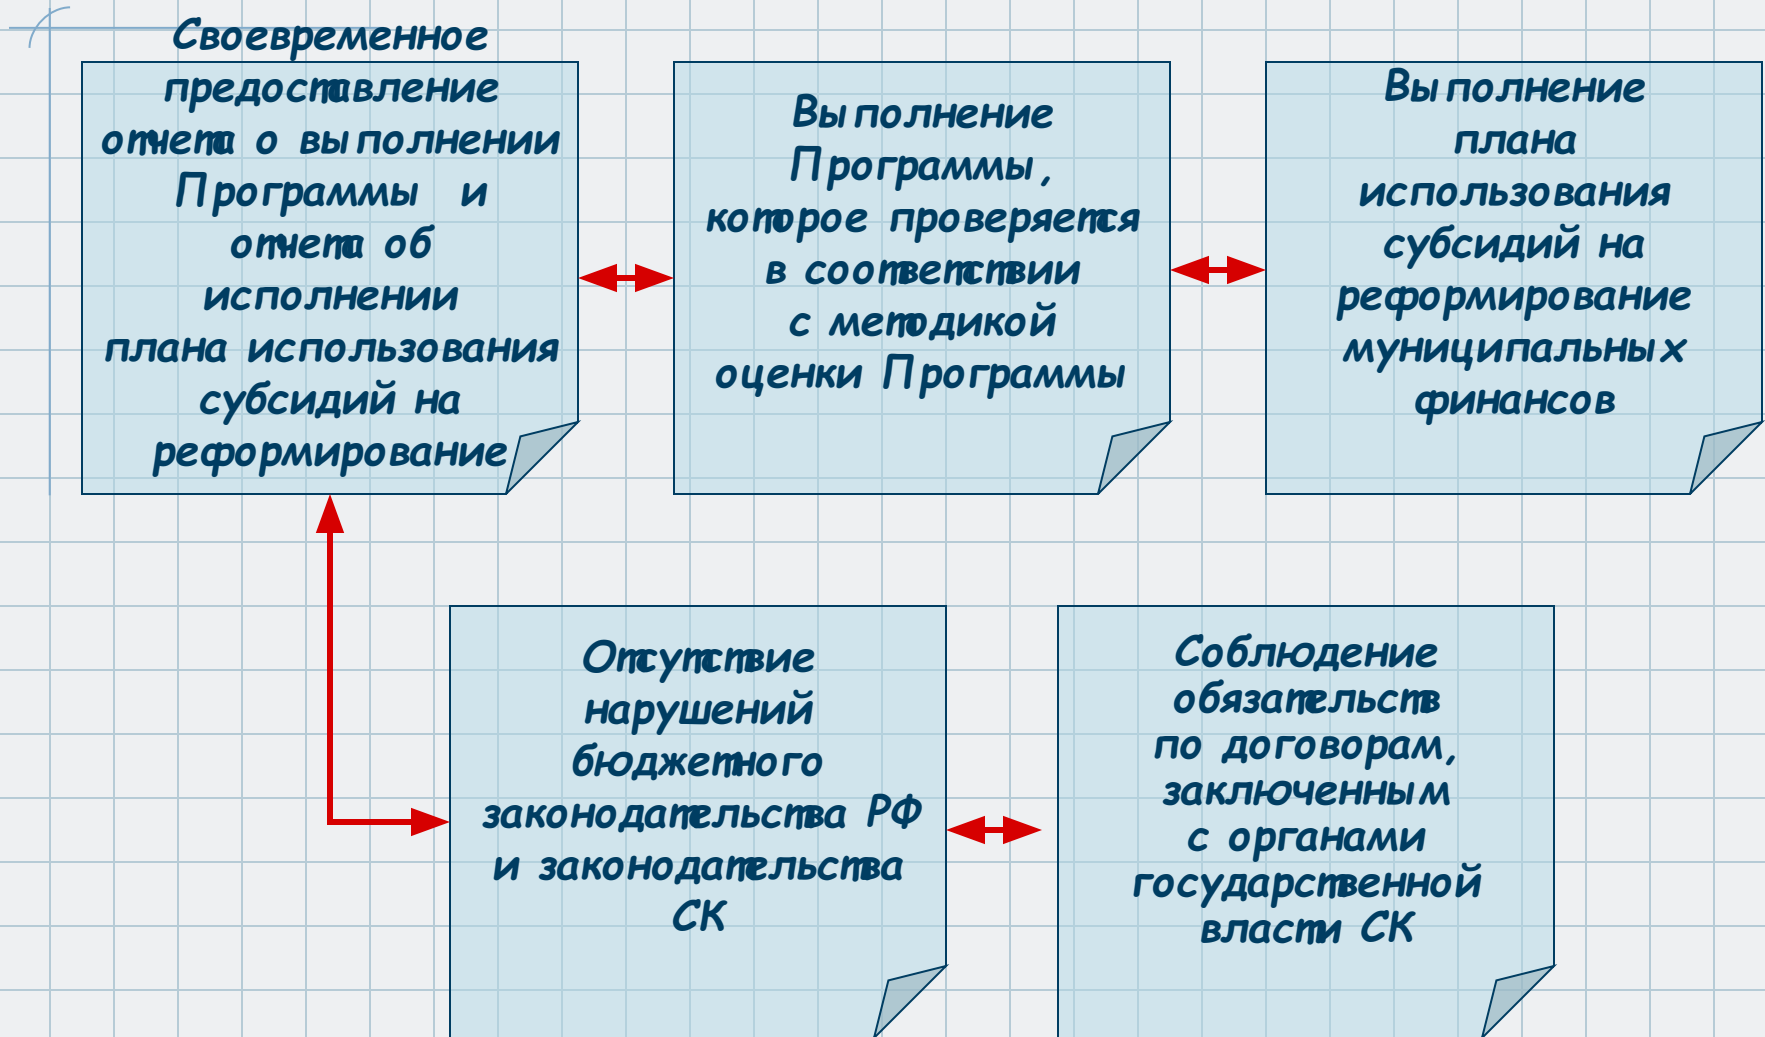 Своевременное
предоставление
отчета о выполнении
Программы и
отчета об
исполнении
плана использования
субсидий на
реформирование
Выполнение
Программы,
которое проверяется
в соответствии
с методикой
оценки Программы
Выполнение
плана
использования
субсидий на
реформирование
муниципальных
финансов
Отсутствие
нарушений
бюджетного
законодательства РФ
и законодательства
СК
Соблюдение
обязательств
по договорам,
заключенным
с органами
государственной
власти СК